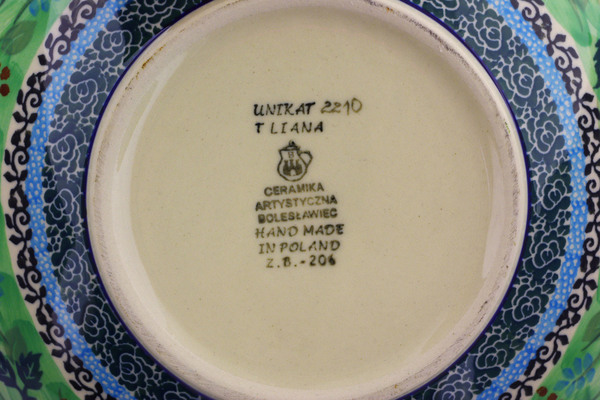 UNIKAT 2210
T LIANA
CERAMIKA
ARTYSTYCZNA
BOLESŁAWIEC
HAND MADE
IN POLAND
Z.B.-206